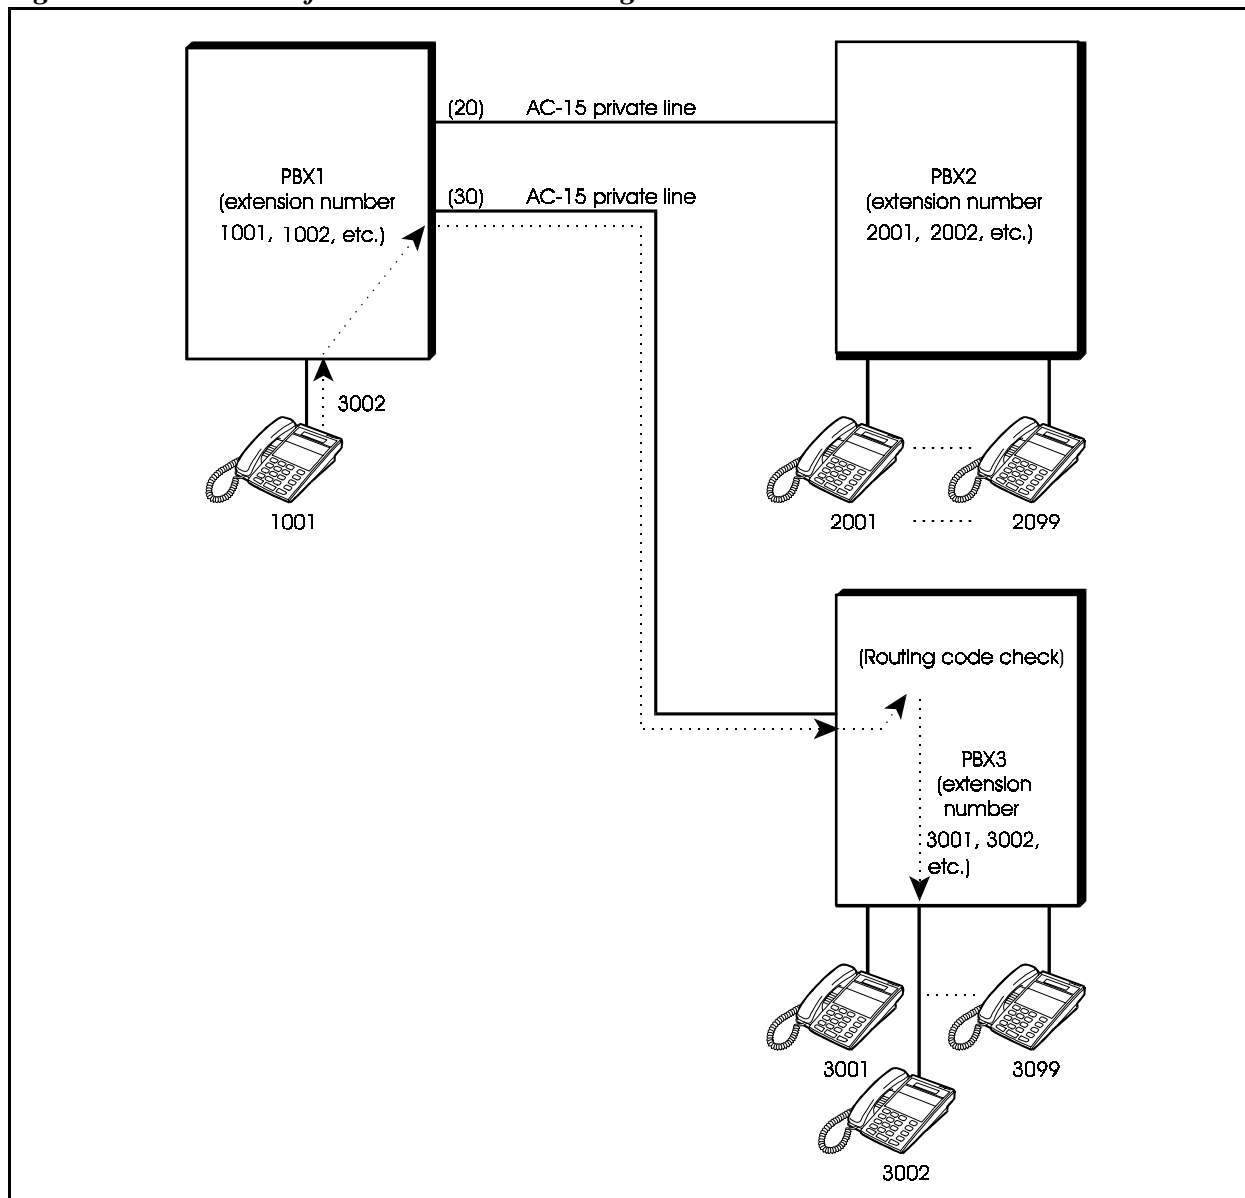 (20) AC-15 private line
PBX1
(extension number
1001, 1002, etc.)
PBX2
(extension number
2001, 2002, etc.)
(30) AC-15 private line
3002
1001
2001 ...... 2099
(Routing code check)
PBX3
(extension
number
3001, 3002,
etc.)
3001
3099
3002